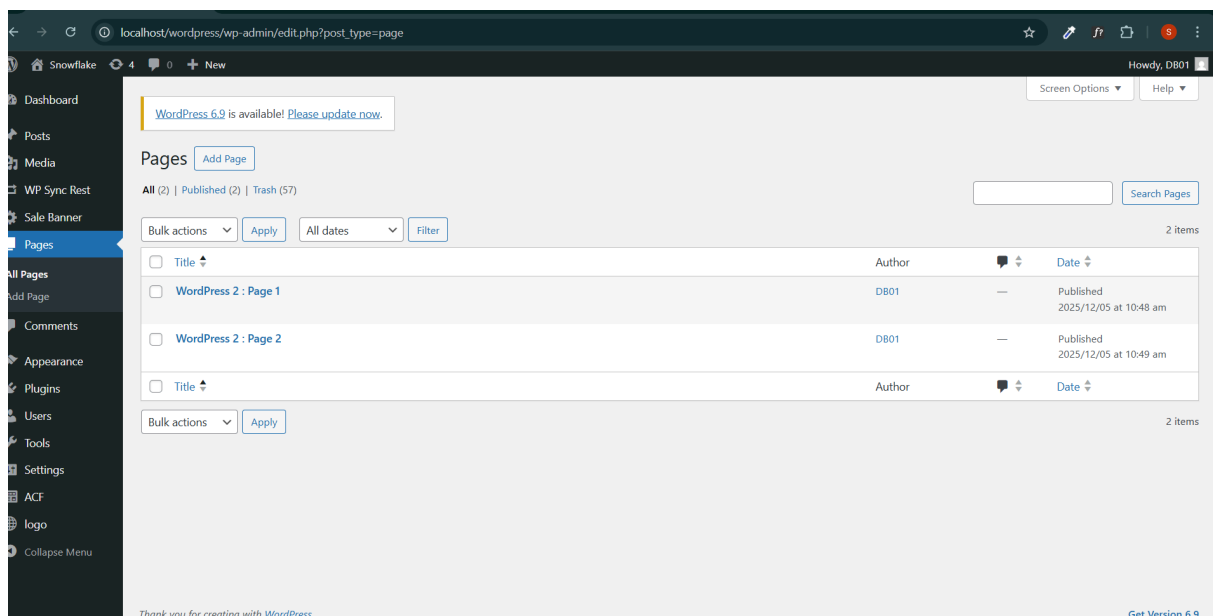 localhost/wordpress/wp-admin/edit.php?post_type=page
S
Snowflake 4 0 + New
Howdy, DB01
Screen Options ▼ Help ▼
Dashboard
Posts
Media
WP Sync Rest
Sale Banner
Pages
All Pages
Add Page
Comments
Appearance
Plugins
Users
Tools
Settings
ACF
logo
Collapse Menu
WordPress 6.9 is available! Please update now.
Pages Add Page
All (2) | Published (2) | Trash (57)
Search Pages
Bulk actions Apply All dates Filter 2 items
Title Author Date
WordPress 2 : Page 1 DB01 — Published
2025/12/05 at 10:48 am
WordPress 2 : Page 2 DB01 — Published
2025/12/05 at 10:49 am
Title Author Date
Bulk actions Apply 2 items
Thank you for creating with WordPress.
Get Version 6.9